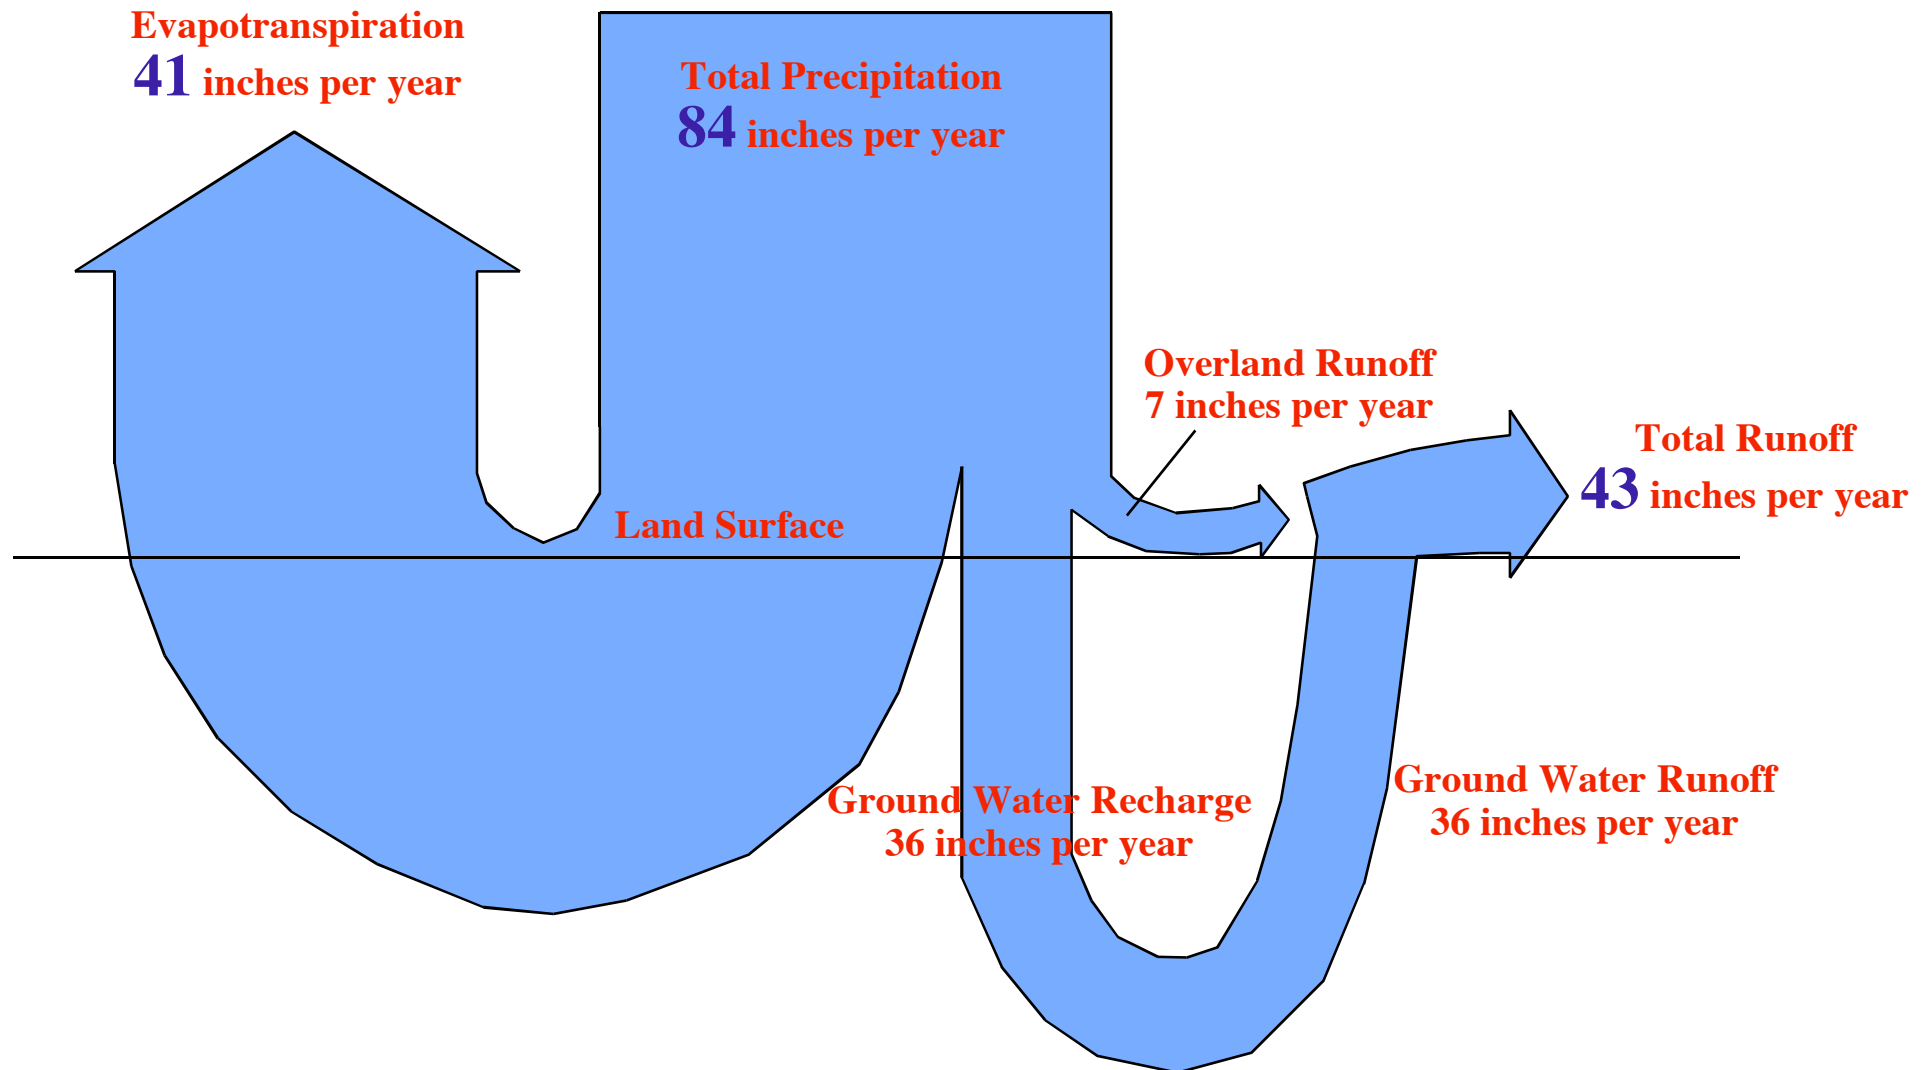 Evapotranspiration
41 inches per year
Total Precipitation
84 inches per year
Overland Runoff
7 inches per year
Total Runoff
43 inches per year
Land Surface
Ground Water Recharge
36 inches per year
Ground Water Runoff
36 inches per year